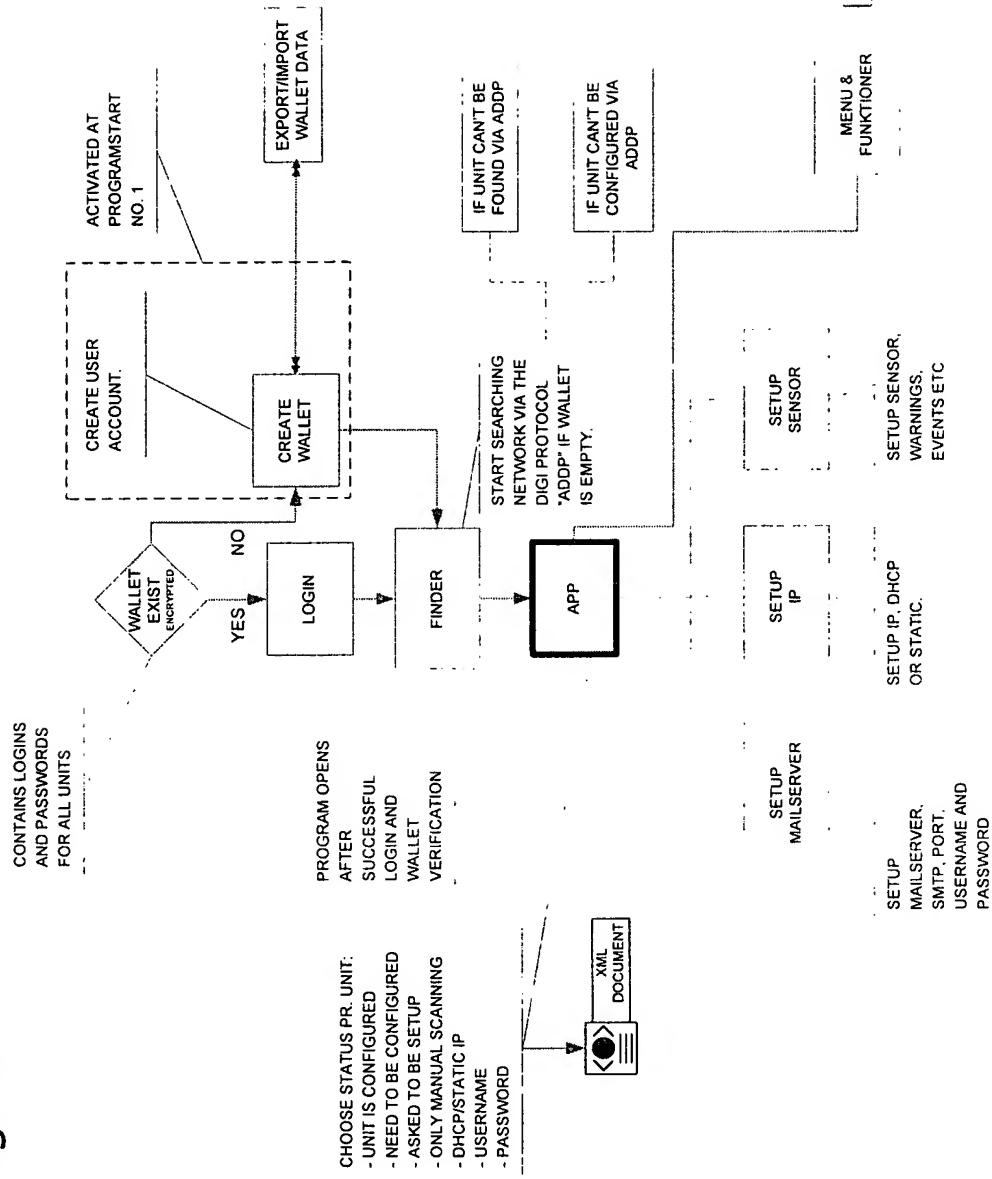 CONTAINS LOGINS
AND PASSWORDS
FOR ALL UNITS
WALLET
EXIST
ENCRYPTED
YES
NO
CREATE USER
ACCOUNT.
ACTIVATED AT
PROGRAMSTART
NO. 1
CREATE
WALLET
EXPORT/IMPORT
WALLET DATA
LOGIN
PROGRAM OPENS
AFTER
SUCCESSFUL
LOGIN AND
WALLET
VERIFICATION
FINDER
START SEARCHING
NETWORK VIA THE
DIGI PROTOCOL
"ADDP" IF WALLET
IS EMPTY.
IF UNIT CAN'T BE
FOUND VIA ADDP
IF UNIT CAN'T BE
CONFIGURED VIA
ADDP
CHOOSE STATUS PR. UNIT:
- UNIT IS CONFIGURED
- NEED TO BE CONFIGURED
- ASKED TO BE SETUP
- ONLY MANUAL SCANNING
- DHCP/STATIC IP
- USERNAME
- PASSWORD
XML
DOCUMENT
APP
MENU &
FUNKTIONER
SETUP
MAILSERVER
SETUP
IP
SETUP
SENSOR
SETUP
MAILSERVER,
SMTP, PORT,
USERNAME AND
PASSWORD
SETUP IP, DHCP
OR STATIC.
SETUP SENSOR,
WARNINGS,
EVENTS ETC